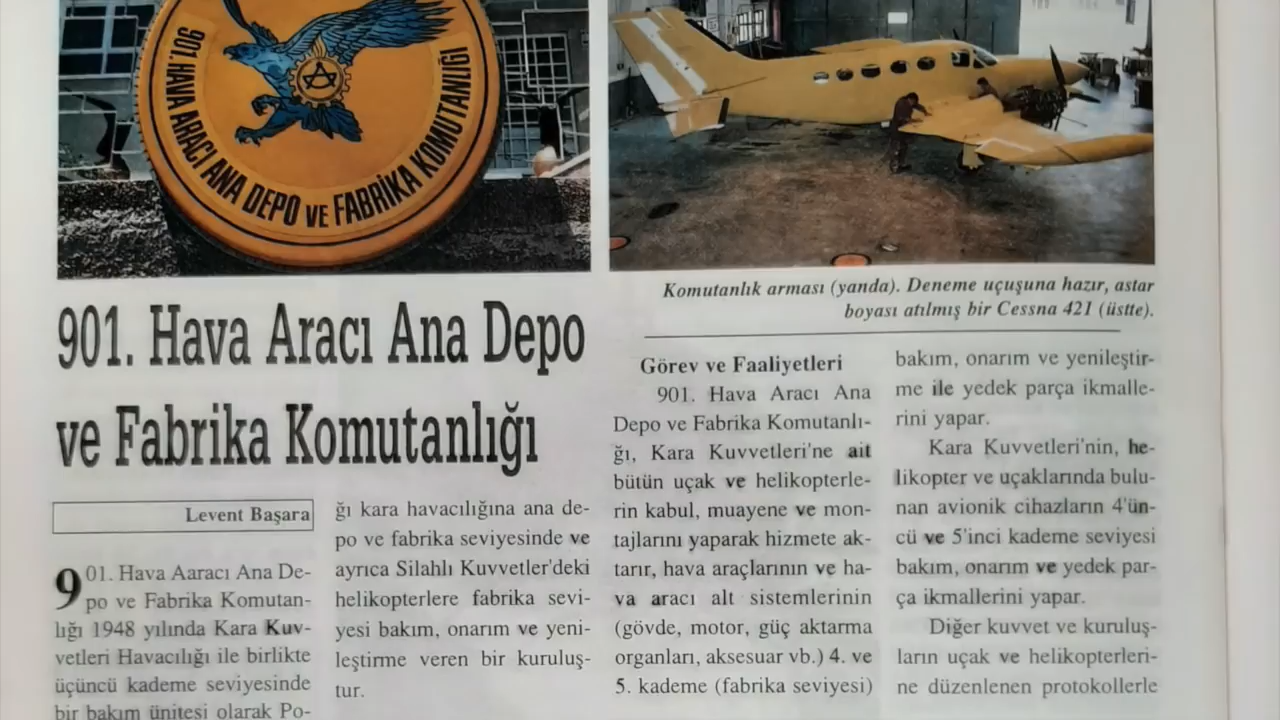 901. HAVA ARACI ANA DEPO VE FABRİKA KOMUTANLIĞI
Komutanlık arması (yanda). Deneme uçuşuna hazır, astar
boyası atılmış bir Cessna 421 (üstte).
901. Hava Aracı Ana Depo
ve Fabrika Komutanlığı
Levent Başara
901. Hava Aaracı Ana De-
po ve Fabrika Komutan-
lığı 1948 yılında Kara Kuv-
vetleri Havacılığı ile birlikte
üçüncü kademe seviyesinde
bir bakım ünitesi olarak Po-
ğı kara havacılığına ana de-
po ve fabrika seviyesinde ve
ayrıca Silahlı Kuvvetler'deki
helikopterlere fabrika sevi-
yesi bakım, onarım ve yeni-
leştirme veren bir kuruluş-
tur.
Görev ve Faaliyetleri
901. Hava Aracı Ana
Depo ve Fabrika Komutanlı-
ğı, Kara Kuvvetleri'ne ait
bütün uçak ve helikopterle-
rin kabul, muayene ve mon-
tajlarını yaparak hizmete ak-
tarır, hava araçlarının ve ha-
va aracı alt sistemlerinin
(gövde, motor, güç aktarma
organları, aksesuar vb.) 4. ve
5. kademe (fabrika seviyesi)
bakım, onarım ve yenileştir-
me ile yedek parça ikmalle-
rini yapar.
Kara Kuvvetleri'nin, he-
likopter ve uçaklarında bulu-
nan avionik cihazların 4'ün-
cü ve 5'inci kademe seviyesi
bakım, onarım ve yedek par-
ça ikmallerini yapar.
Diğer kuvvet ve kuruluş-
ların uçak ve helikopterleri-
ne düzenlenen protokollerle